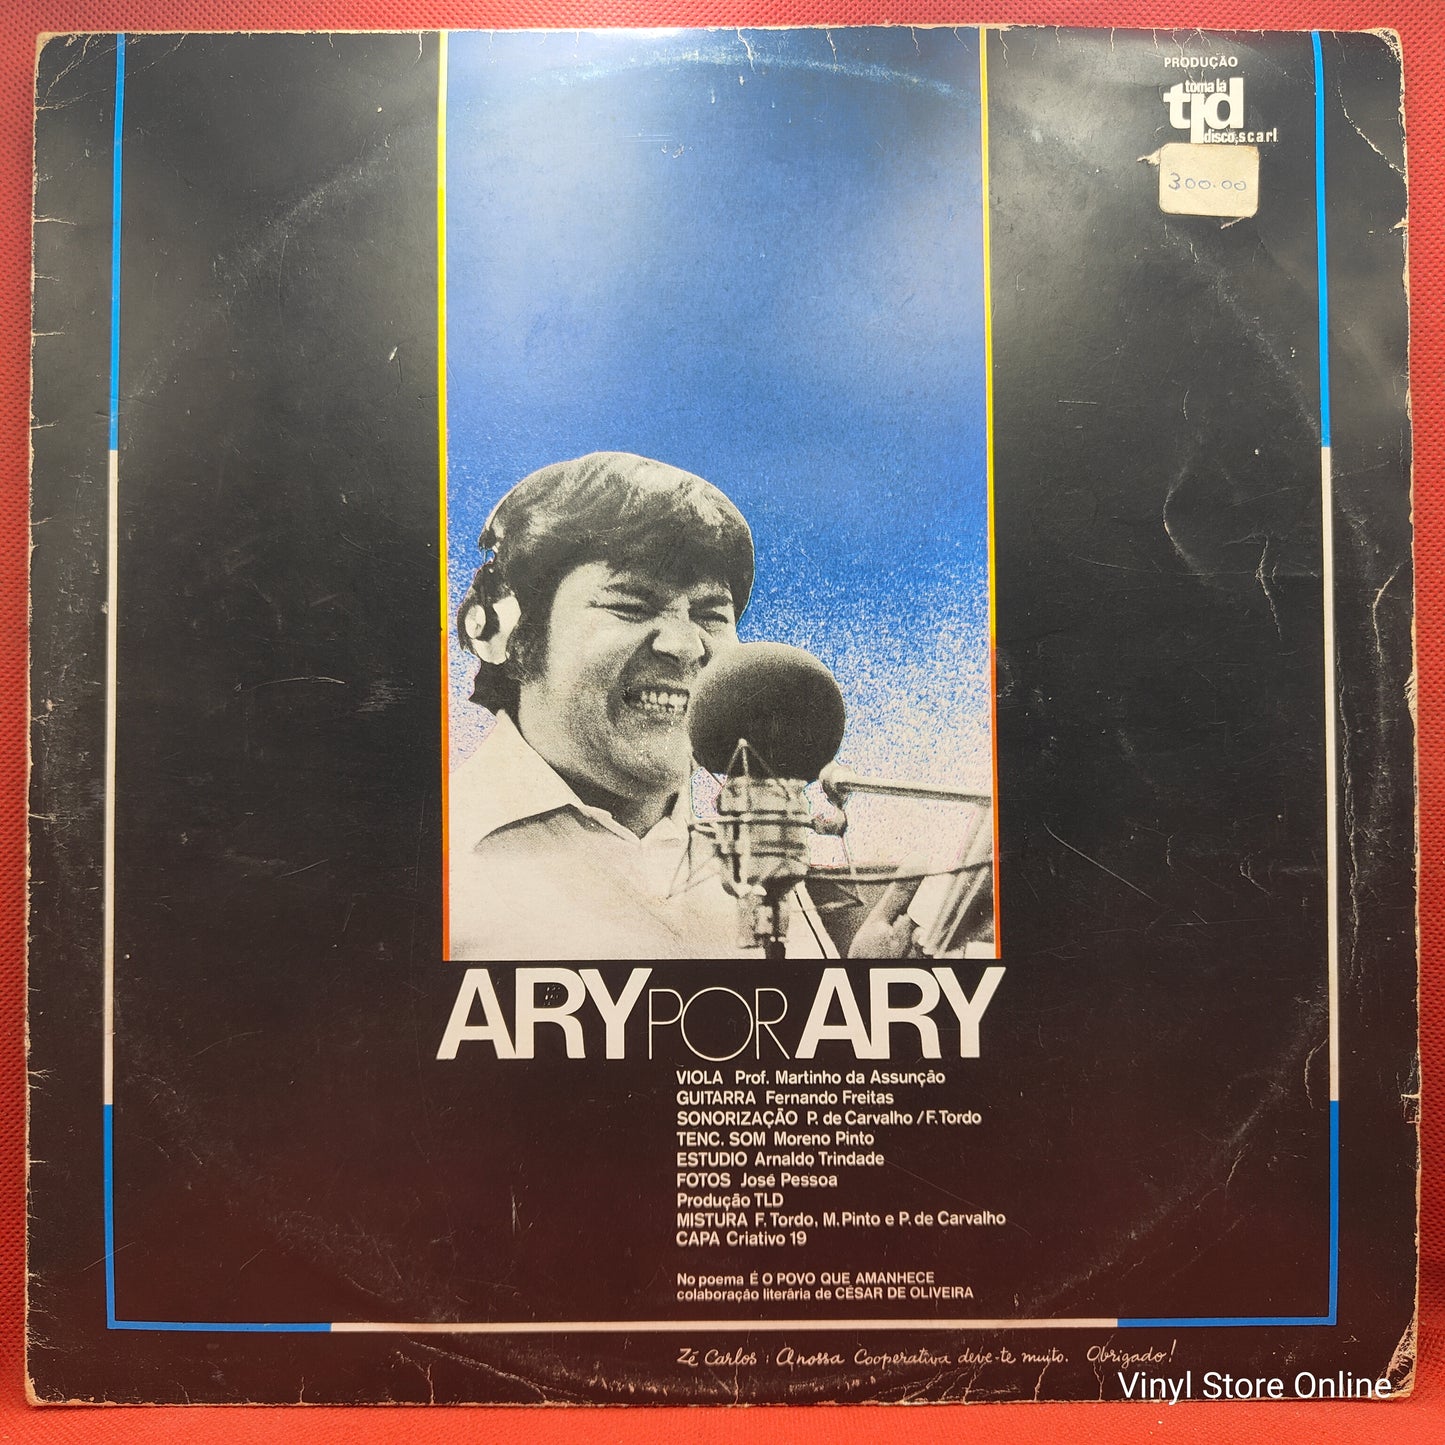 PRODUÇÃO
toma lá
tld
disco, s c a r l
300.00
ARY POR ARY
VIOLA Prof. Martinho da Assunção
GUITARRA Fernando Freitas
SONORIZAÇÃO P. de Carvalho / F. Tordo
TENC. SOM Moreno Pinto
ESTUDIO Arnaldo Trindade
FOTOS José Pessoa
Produção TLD
MISTURA F. Tordo, M. Pinto e P. de Carvalho
CAPA Criativo 19
No poema É O POVO QUE AMANHECE
colaboração literária de CÉSAR DE OLIVEIRA
Zé Carlos: A nossa Cooperativa deve-te muito. Obrigado!
Vinyl Store Online